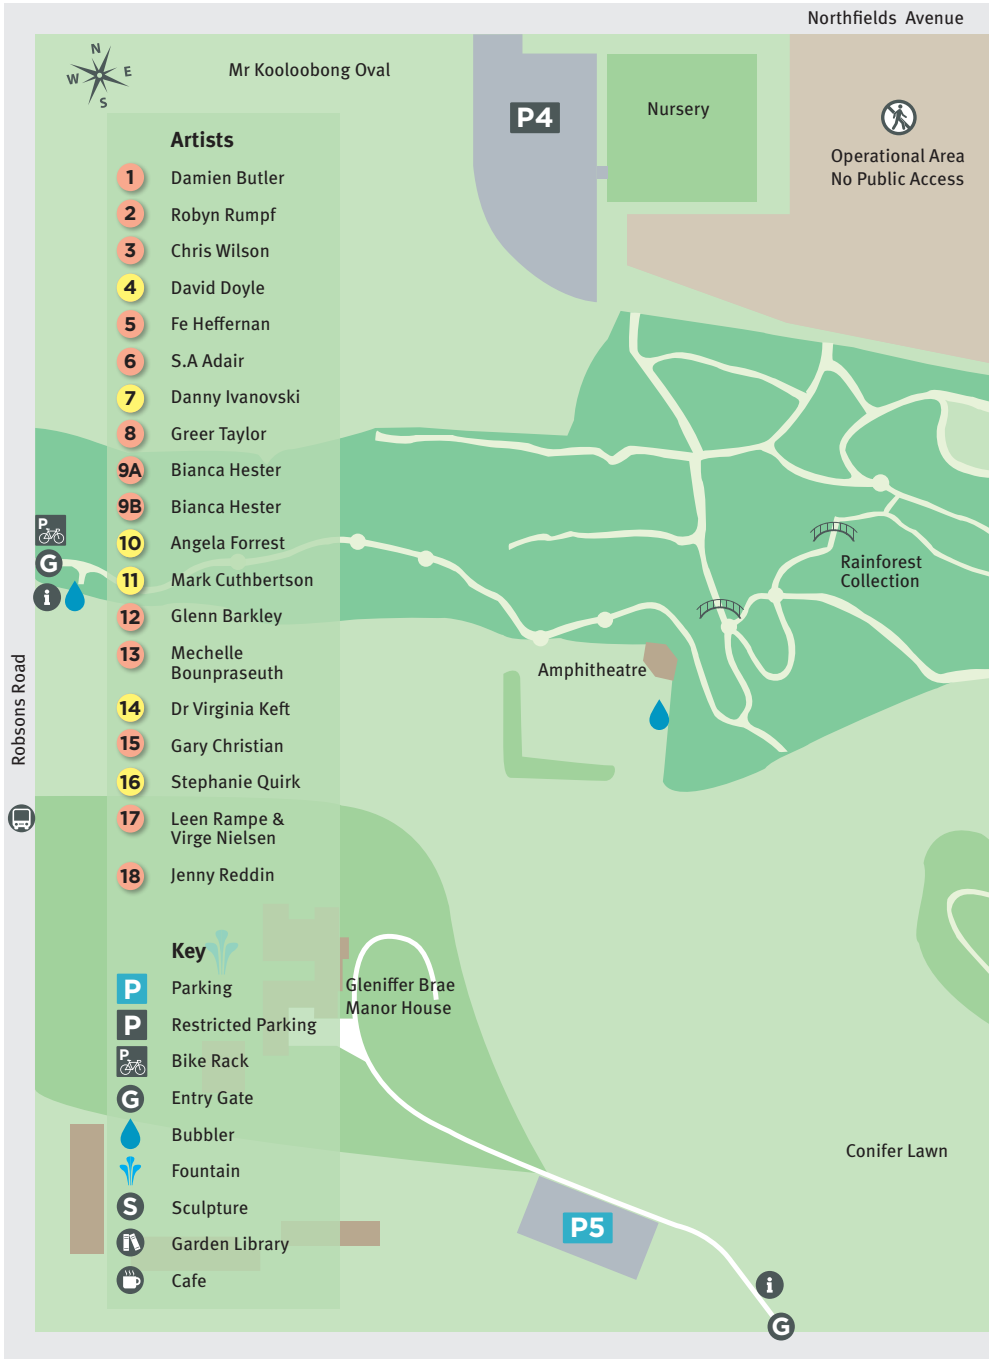 Northfields Avenue
N
W E
S
Mr Kooloobong Oval
P4
Nursery
Operational Area
No Public Access
Artists
1 Damien Butler
2 Robyn Rumpf
3 Chris Wilson
4 David Doyle
5 Fe Heffernan
6 S.A Adair
7 Danny Ivanovski
8 Greer Taylor
9A Bianca Hester
9B Bianca Hester
10 Angela Forrest
11 Mark Cuthbertson
12 Glenn Barkley
13 Mechelle
Bounpraseuth
14 Dr Virginia Keft
15 Gary Christian
16 Stephanie Quirk
17 Leen Rampe &
Virge Nielsen
18 Jenny Reddin
P
G
i
Robsons Road
Rainforest
Collection
Amphitheatre
Key
P Parking
P Restricted Parking
P Bike Rack
G Entry Gate
Bubbler
Fountain
S Sculpture
Garden Library
Cafe
Gleniffer Brae
Manor House
Conifer Lawn
P5
i
G